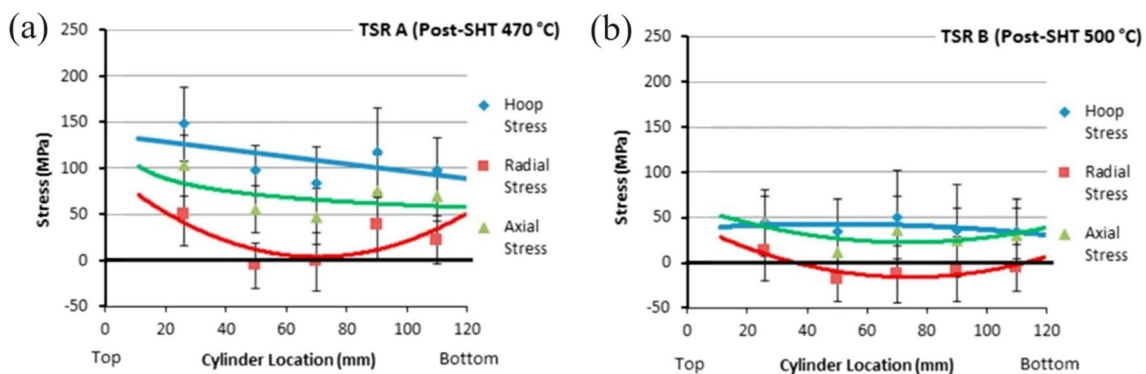 (a)
TSR A (Post-SHT 470 °C)
250
200
150
100
50
0
-50
Stress (MPa)
0 20 40 60 80 100 120
Top Cylinder Location (mm) Bottom
Hoop
Stress
Radial
Stress
Axial
Stress
(b)
TSR B (Post-SHT 500 °C)
250
200
150
100
50
0
-50
Stress (MPa)
0 20 40 60 80 100 120
Top Cylinder Location (mm) Bottom
Hoop
Stress
Radial
Stress
Axial
Stress